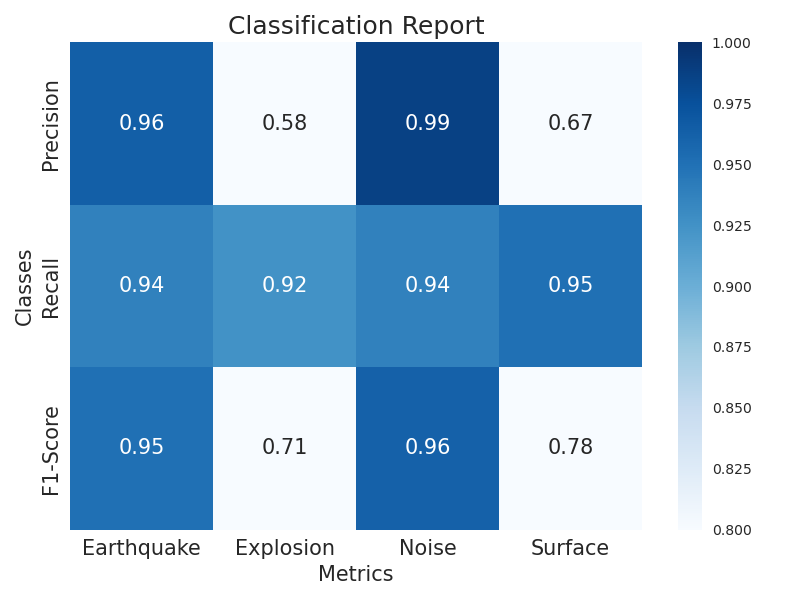 Classification Report
Classes
Precision
0.96 0.58 0.99 0.67
Recall
0.94 0.92 0.94 0.95
F1-Score
0.95 0.71 0.96 0.78
Earthquake Explosion Noise Surface
Metrics
1.000
0.975
0.950
0.925
0.900
0.875
0.850
0.825
0.800